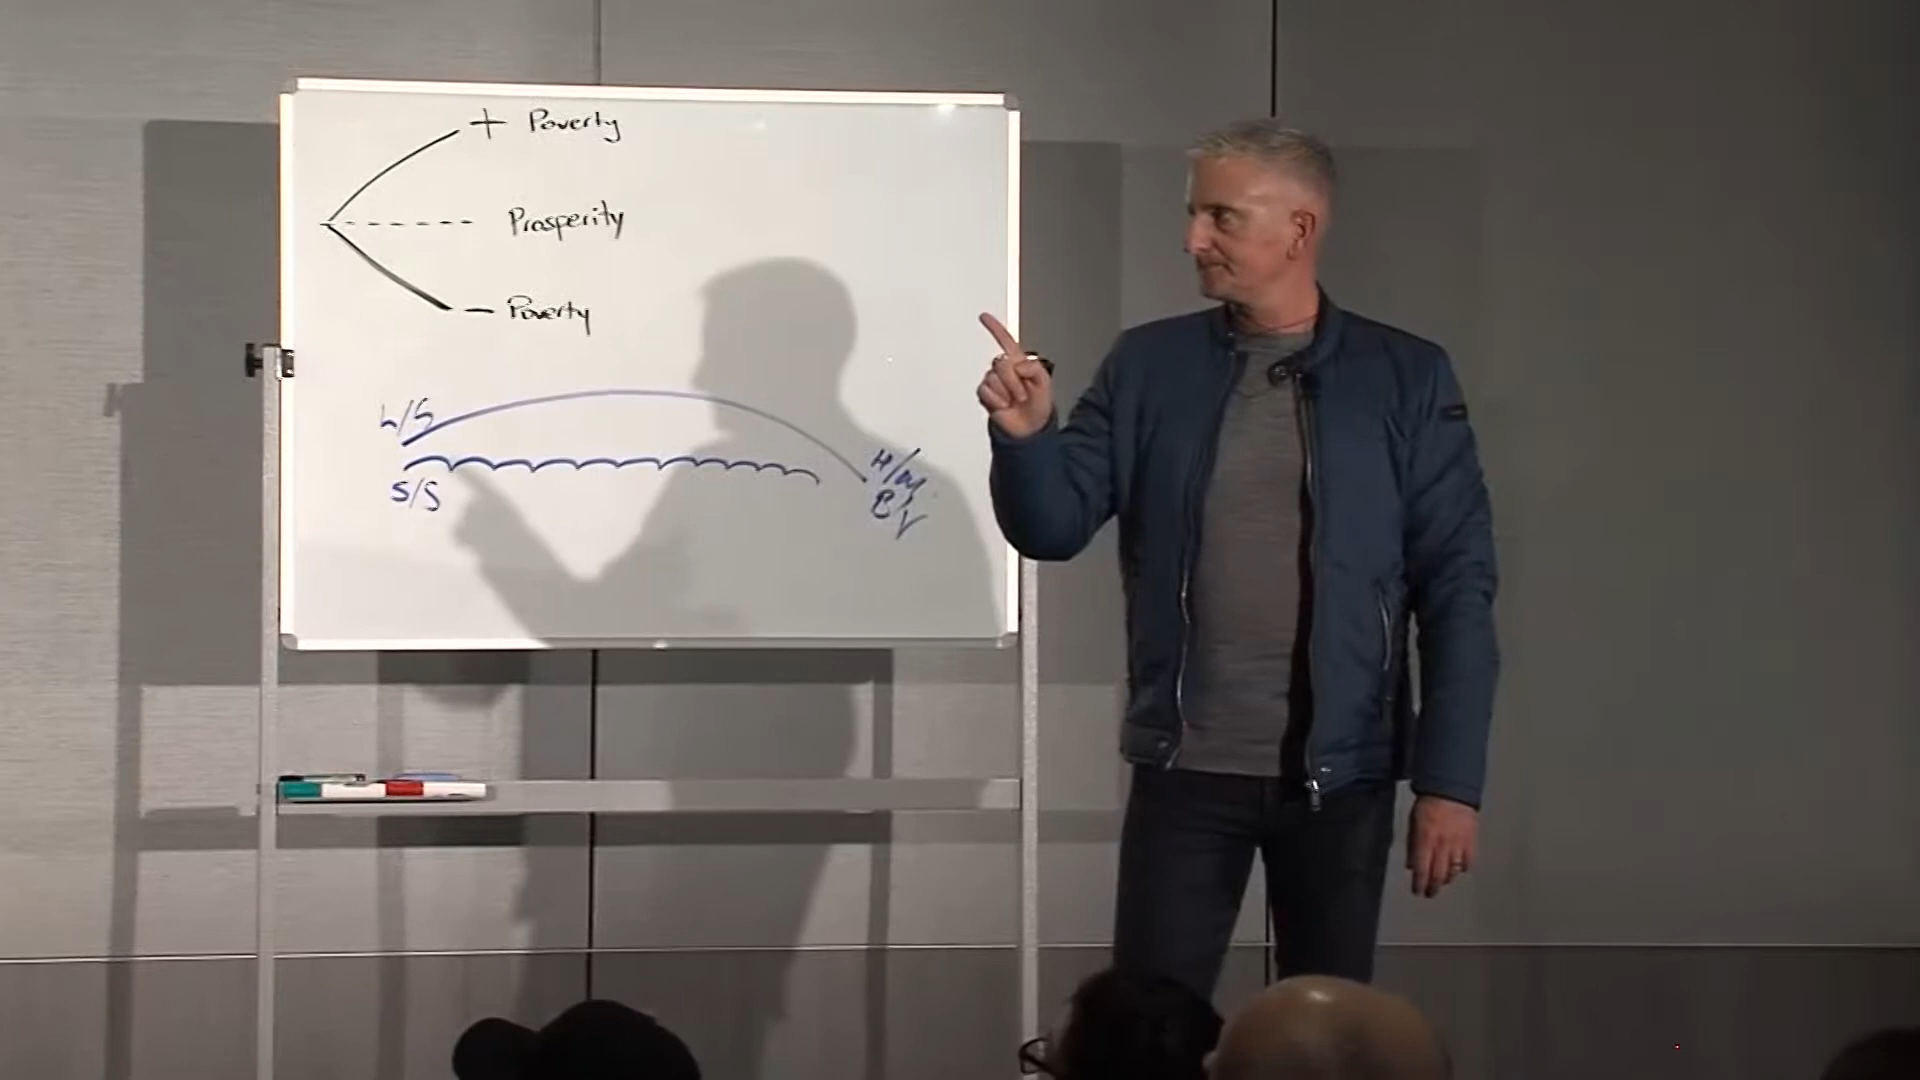 + Poverty
Prosperity
- Poverty
L/S
S/S
H/M
B